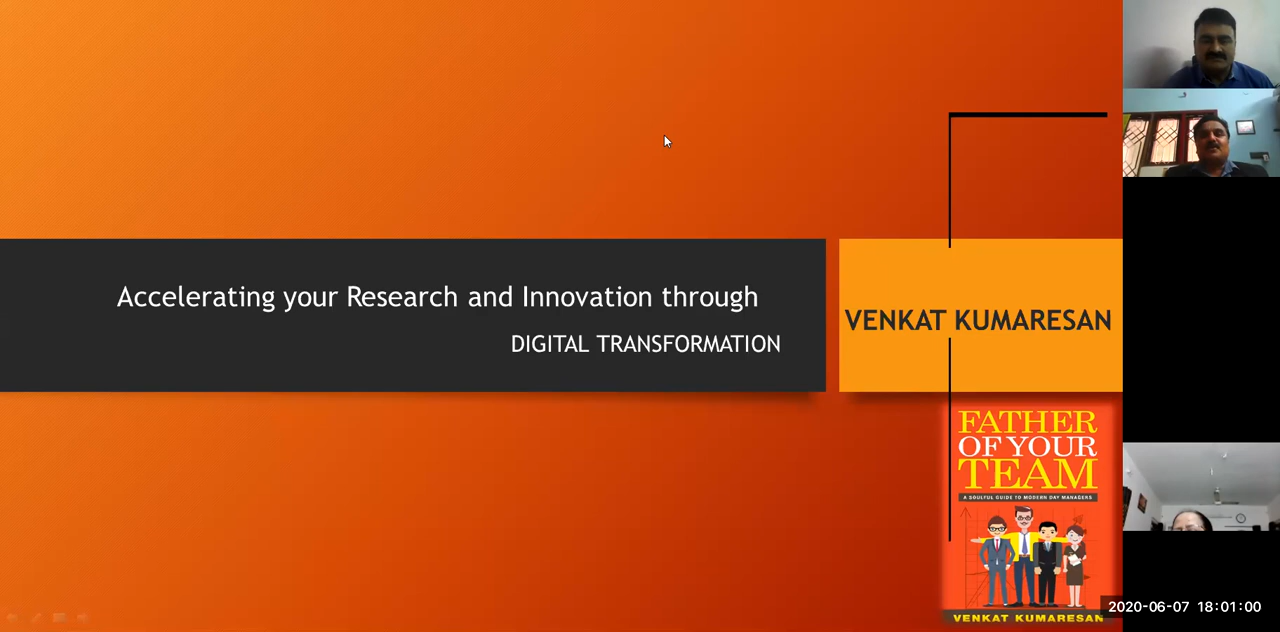 Accelerating your Research and Innovation through
DIGITAL TRANSFORMATION
VENKAT KUMARESAN
FATHER
OF YOUR
TEAM
A SOULFUL GUIDE TO MODERN DAY MANAGERS
VENKAT KUMARESAN
2020-06-07 18:01:00